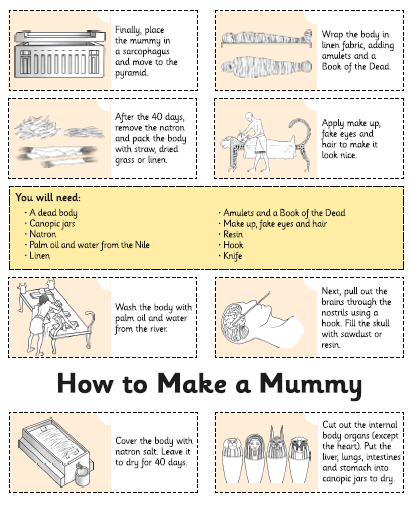 Finally, place
the mummy in
a sarcophagus
and move to the
pyramid.
Wrap the body in
linen fabric, adding
amulets and a
Book of the Dead.
After the 40 days,
remove the natron
and pack the body
with straw, dried
grass or linen.
Apply make up,
fake eyes and
hair to make it
look nice.
You will need:
· A dead body
· Canopic jars
· Natron
· Palm oil and water from the Nile
· Linen
· Amulets and a Book of the Dead
· Make up, fake eyes and hair
· Resin
· Hook
· Knife
Wash the body with
palm oil and water
from the river.
Next, pull out the
brains through the
nostrils using a
hook. Fill the skull
with sawdust or
resin.
How to Make a Mummy
Cover the body with
natron salt. Leave it
to dry for 40 days.
Cut out the internal
body organs (except
the heart). Put the
liver, lungs, intestines
and stomach into
canopic jars to dry.